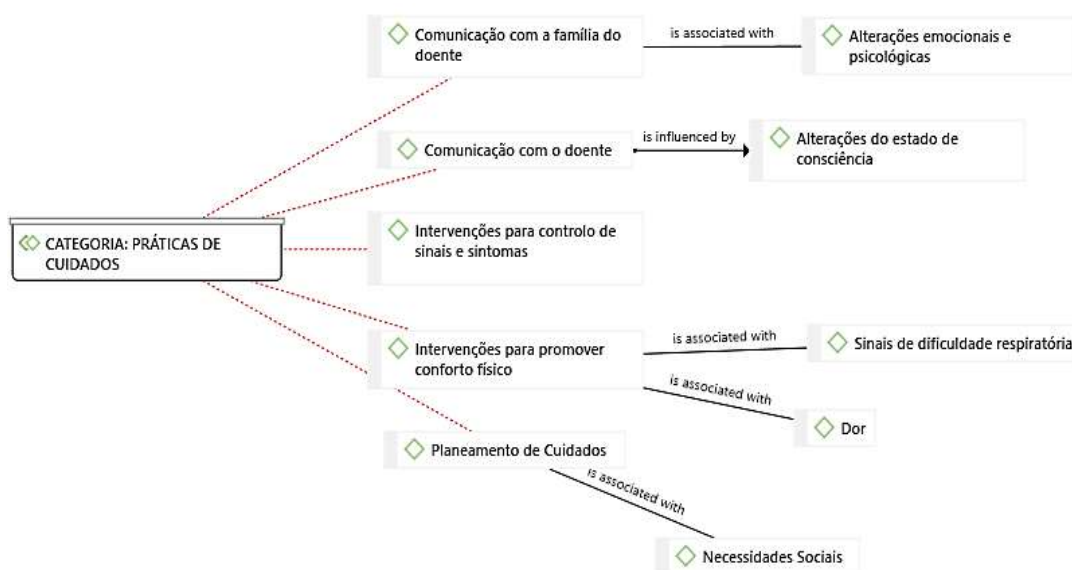 Comunicação com a família do
doente
is associated with
Alterações emocionais e
psicológicas
Comunicação com o doente
is influenced by
Alterações do estado de
consciência
CATEGORIA: PRÁTICAS DE
CUIDADOS
Intervenções para controlo de
sinais e sintomas
Intervenções para promover
conforto físico
is associated with
Sinais de dificuldade respiratória
is associated with
Dor
Planeamento de Cuidados
is associated with
Necessidades Sociais